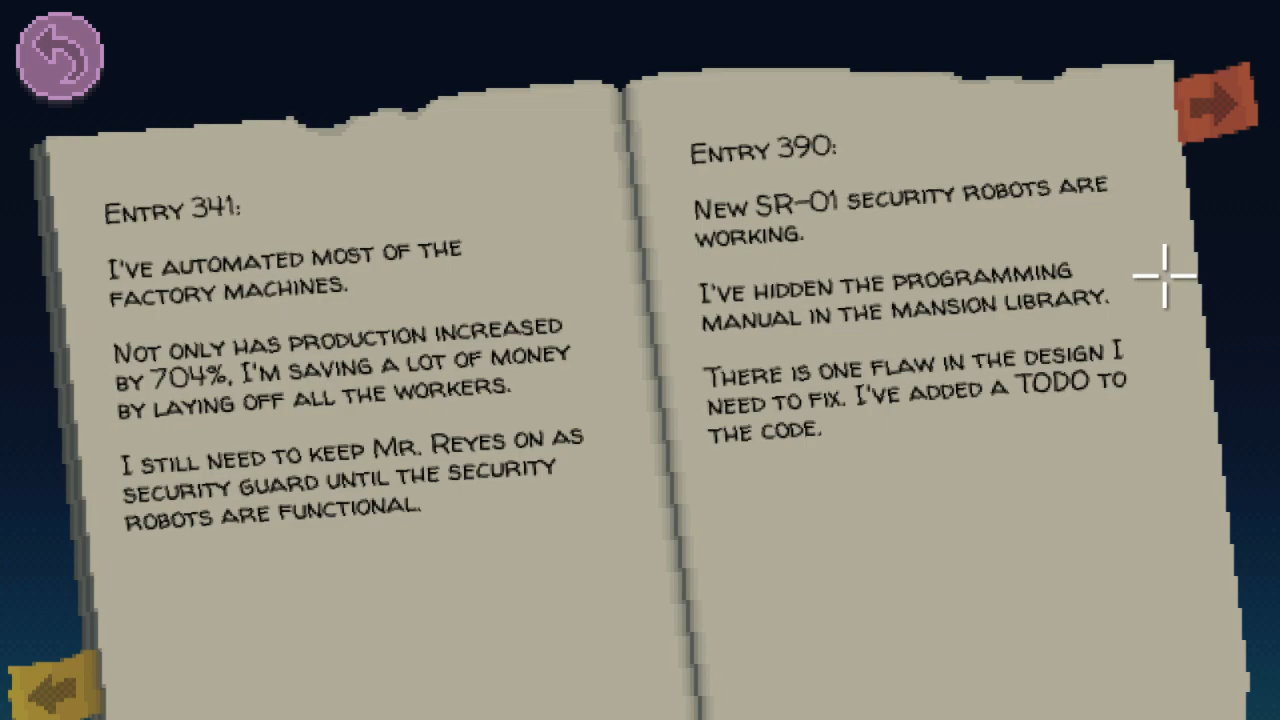 Entry 341:
I've automated most of the
factory machines.
Not only has production increased
by 704%, I'm saving a lot of money
by laying off all the workers.
I still need to keep Mr. Reyes on as
security guard until the security
robots are functional.
Entry 390:
New SR-01 security robots are
working.
I've hidden the programming
manual in the mansion library.
There is one flaw in the design I
need to fix. I've added a TODO to
the code.